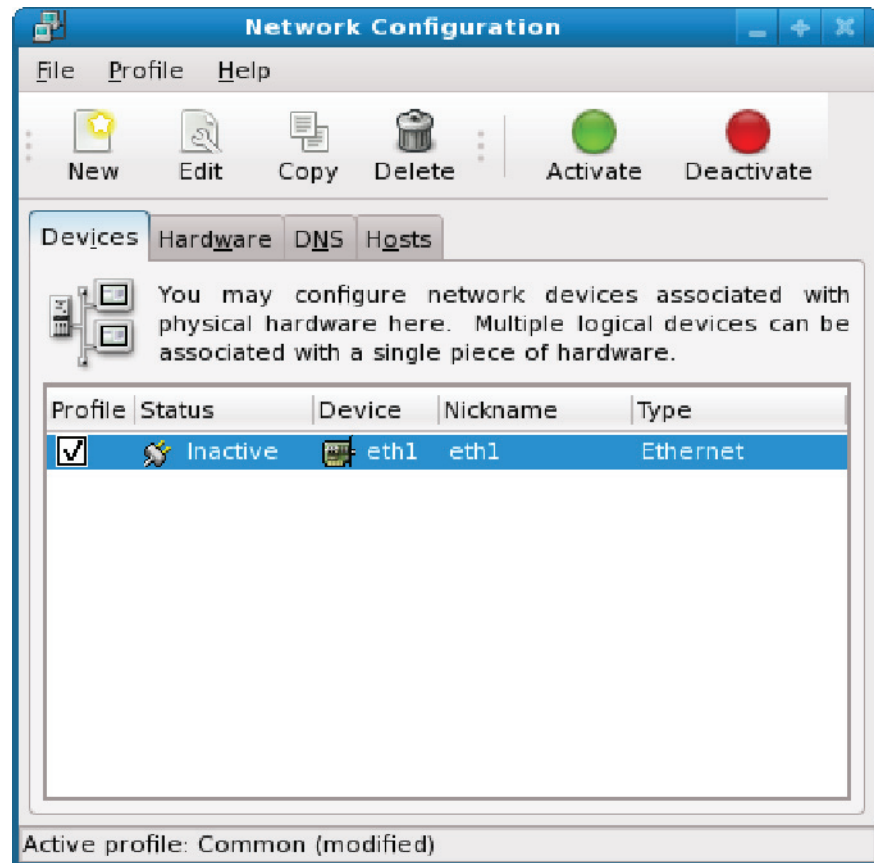 Network Configuration
File Profile Help
New Edit Copy Delete Activate Deactivate
Devices Hardware DNS Hosts
You may configure network devices associated with
physical hardware here. Multiple logical devices can be
associated with a single piece of hardware.
Profile Status Device Nickname Type
Inactive eth1 eth1 Ethernet
Active profile: Common (modified)